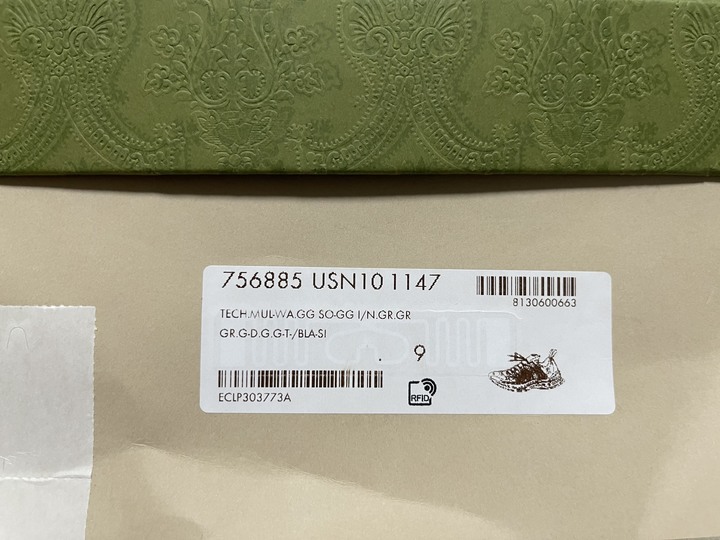 756885 USN10 1147
8130600663
TECH.MUL-WA.GG SO-GG I/N.GR.GR
GR.G-D.G.G-T-/BLA-SI
. 9
ECLP303773A
RFID